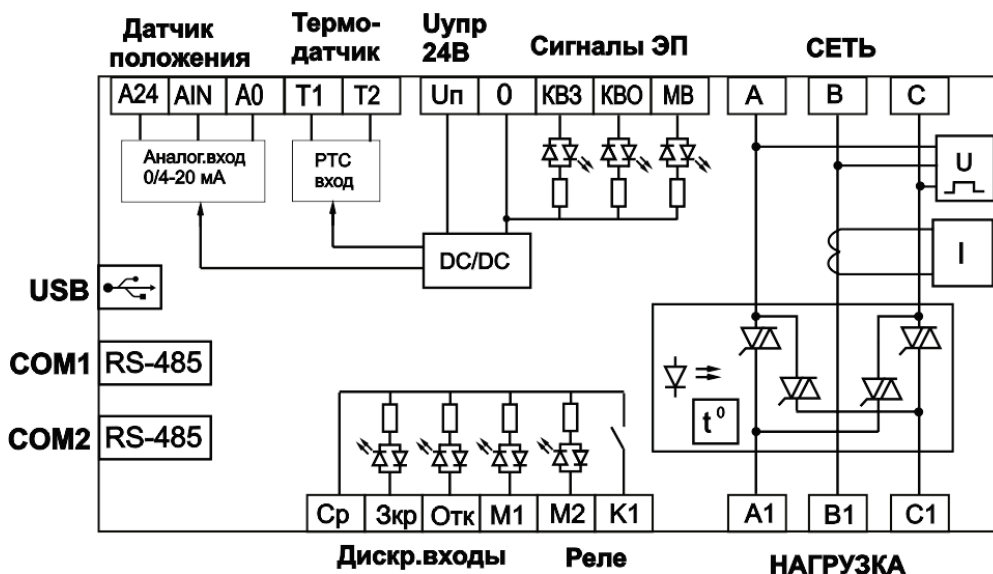 Датчик положения
Термо-датчик
Uупр 24В
Сигналы ЭП
СЕТЬ
A24 AIN A0 T1 T2 Uп 0 КВЗ КВО МВ A B C
Аналог.вход
0/4-20 мА
PTC
вход
U
DC/DC
I
USB
COM1 RS-485
COM2 RS-485
t⁰
Ср Зкр Отк М1 М2 К1 A1 B1 C1
Дискр.входы Реле НАГРУЗКА